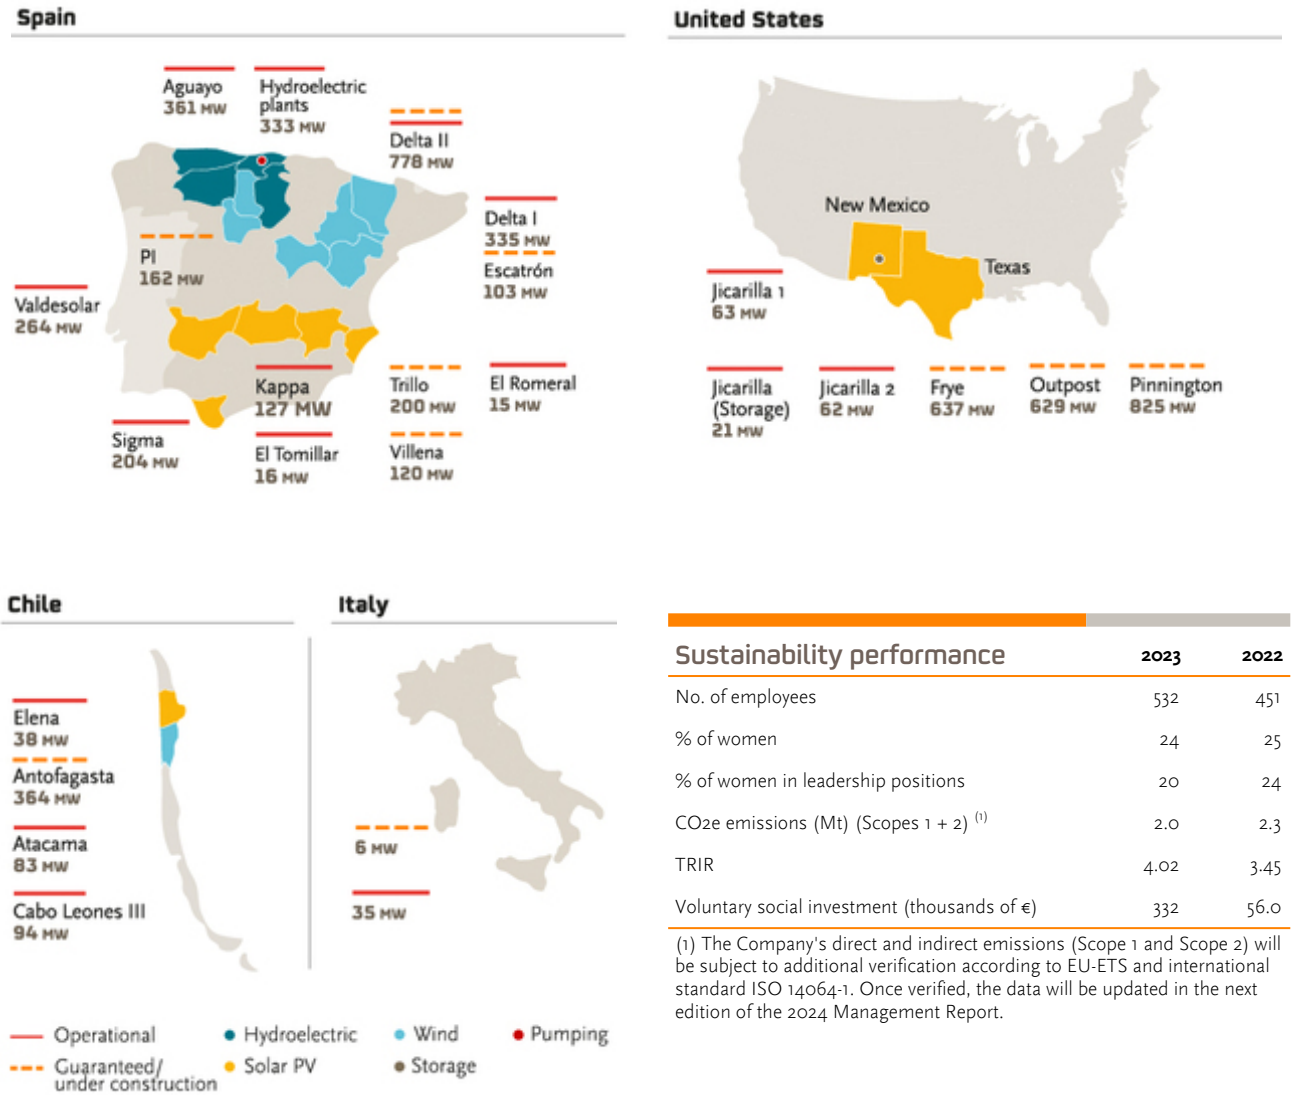 Spain
Aguayo
361 MW
Hydroelectric
plants
333 MW
Delta II
778 MW
Delta I
335 MW
Escatrón
103 MW
PI
162 MW
Valdesolar
264 MW
Kappa
127 MW
Trillo
200 MW
El Romeral
15 MW
Sigma
204 MW
El Tomillar
16 MW
Villena
120 MW
United States
New Mexico
Texas
Jicarilla 1
63 MW
Jicarilla
(Storage)
21 MW
Jicarilla 2
62 MW
Frye
637 MW
Outpost
629 MW
Pinnington
825 MW
Chile
Elena
38 MW
Antofagasta
364 MW
Atacama
83 MW
Cabo Leones III
94 MW
Italy
6 MW
35 MW
Operational
Guaranteed/
under construction
Hydroelectric
Solar PV
Wind
Storage
Pumping
Sustainability performance 2023 2022
No. of employees 532 451
% of women 24 25
% of women in leadership positions 20 24
CO2e emissions (Mt) (Scopes 1 + 2) (1) 2.0 2.3
TRIR 4.02 3.45
Voluntary social investment (thousands of €) 332 56.0
(1) The Company's direct and indirect emissions (Scope 1 and Scope 2) will
be subject to additional verification according to EU-ETS and international
standard ISO 14064-1. Once verified, the data will be updated in the next
edition of the 2024 Management Report.